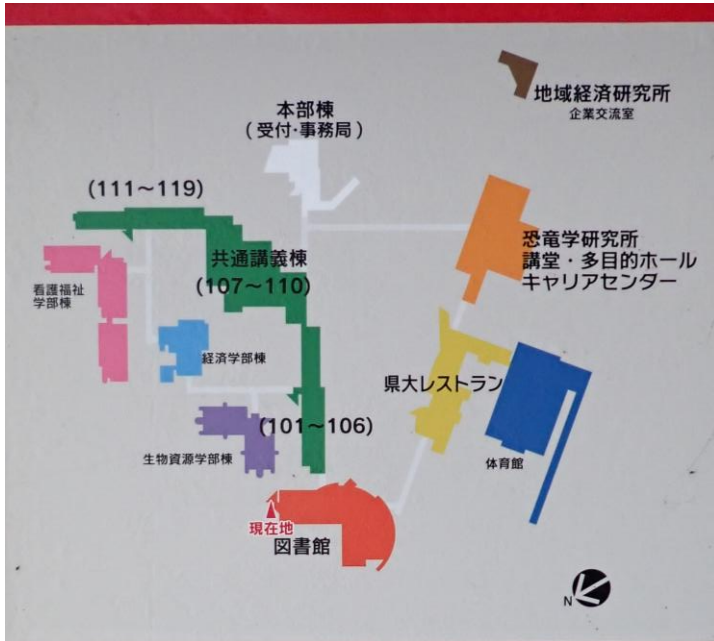 地域経済研究所
企業交流室
本部棟
(受付・事務局)
(111～119)
恐竜学研究所
講堂・多目的ホール
キャリアセンター
共通講義棟
(107～110)
看護福祉
学部棟
経済学部棟
県大レストラン
(101～106)
生物資源学部棟
体育館
現在地
図書館
N